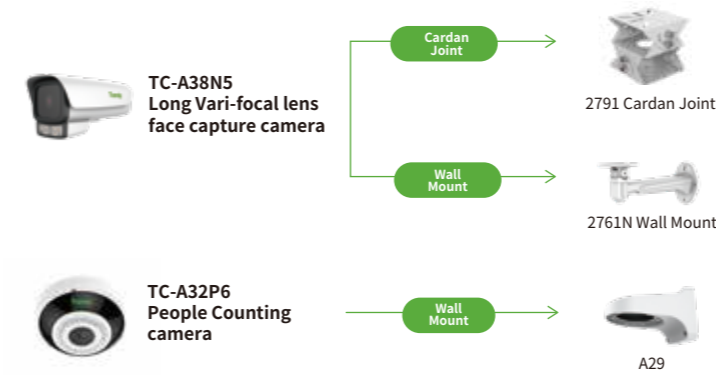 Cardan
Joint
2791 Cardan Joint
TC-A38N5
Long Vari-focal lens
face capture camera
Wall
Mount
2761N Wall Mount
TC-A32P6
People Counting
camera
Wall
Mount
A29